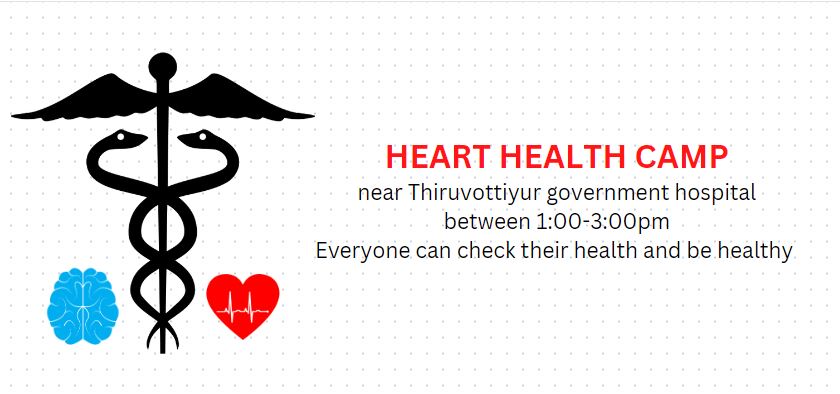 HEART HEALTH CAMP
near Thiruvottiyur government hospital
between 1:00-3:00pm
Everyone can check their health and be healthy